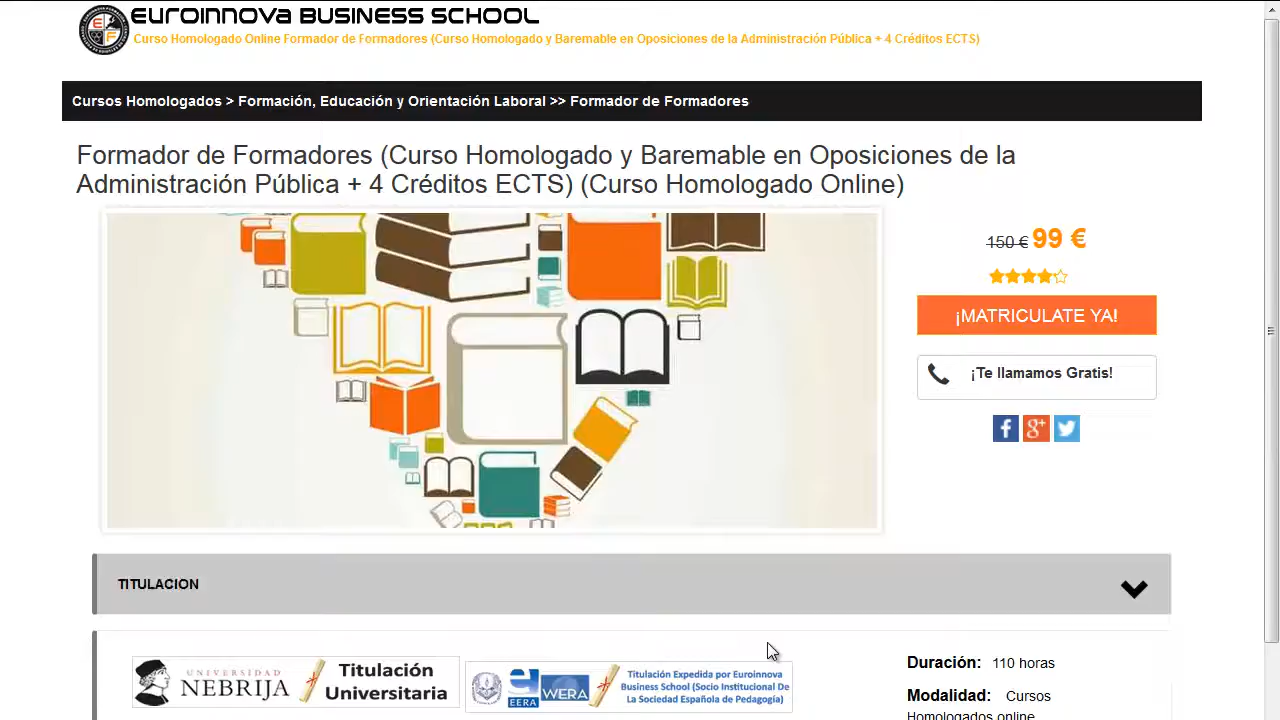 Euroinnova BUSINESS SCHOOL
Curso Homologado Online Formador de Formadores (Curso Homologado y Baremable en Oposiciones de la Administración Pública + 4 Créditos ECTS)
Cursos Homologados > Formación, Educación y Orientación Laboral >> Formador de Formadores
Formador de Formadores (Curso Homologado y Baremable en Oposiciones de la
Administración Pública + 4 Créditos ECTS) (Curso Homologado Online)
150 € 99 €
¡MATRICULATE YA!
¡Te llamamos Gratis!
TITULACION
UNIVERSIDAD
NEBRIJA
Titulación
Universitaria
EERA
WERA
Titulación Expedida por Euroinnova
Business School (Socio Institucional De
La Sociedad Española de Pedagogía)
Duración: 110 horas
Modalidad: Cursos
Homologados online